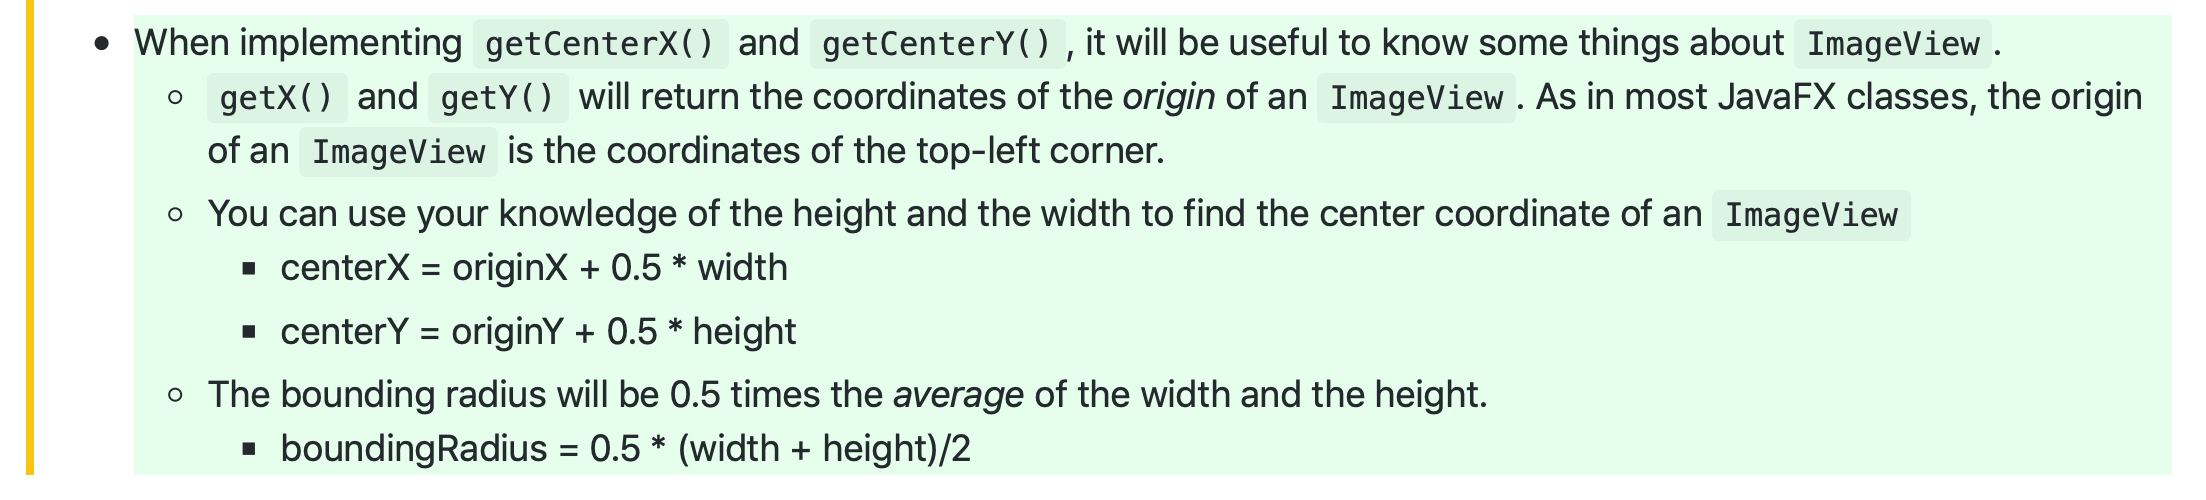 When implementing getCenterX() and getCenterY(), it will be useful to know some things about ImageView.
getX() and getY() will return the coordinates of the origin of an ImageView. As in most JavaFX classes, the origin
of an ImageView is the coordinates of the top-left corner.
You can use your knowledge of the height and the width to find the center coordinate of an ImageView
centerX = originX + 0.5 * width
centerY = originY + 0.5 * height
The bounding radius will be 0.5 times the average of the width and the height.
boundingRadius = 0.5 * (width + height)/2